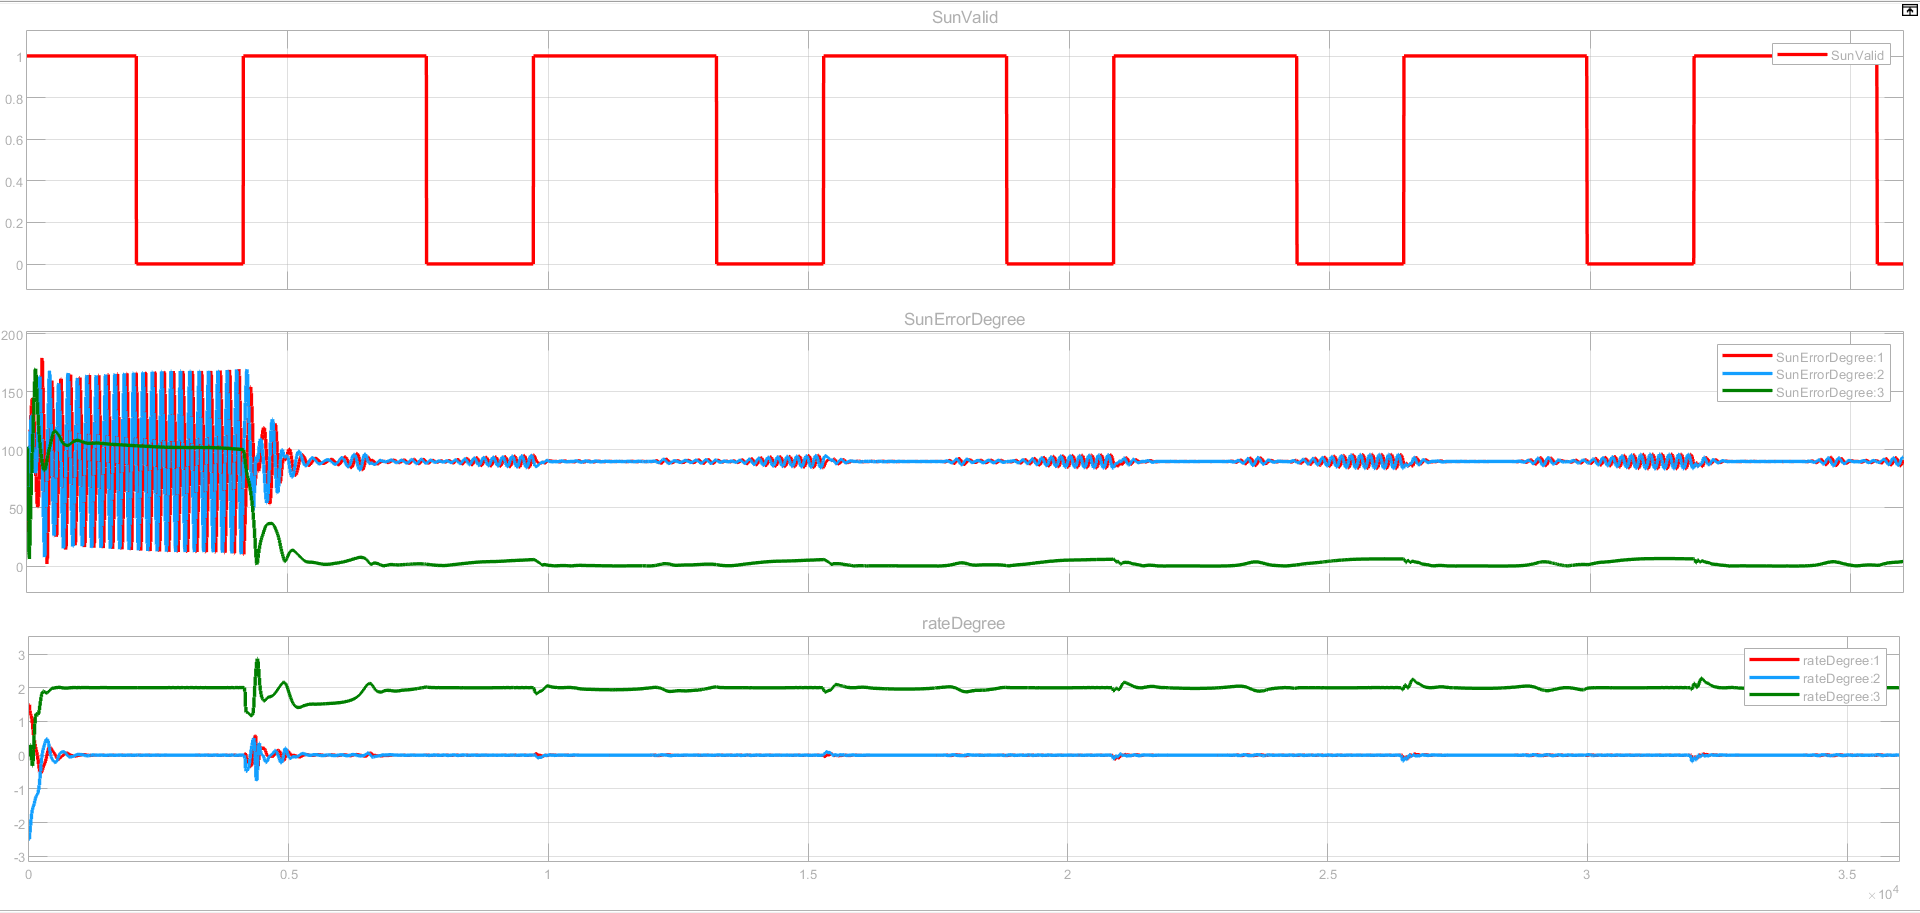 SunValid
1
0.8
0.6
0.4
0.2
0
SunValid
SunErrorDegree
200
150
100
50
0
SunErrorDegree:1
SunErrorDegree:2
SunErrorDegree:3
rateDegree
3
2
1
0
-1
-2
-3
rateDegree:1
rateDegree:2
rateDegree:3
0 0.5 1 1.5 2 2.5 3 3.5
×10⁴